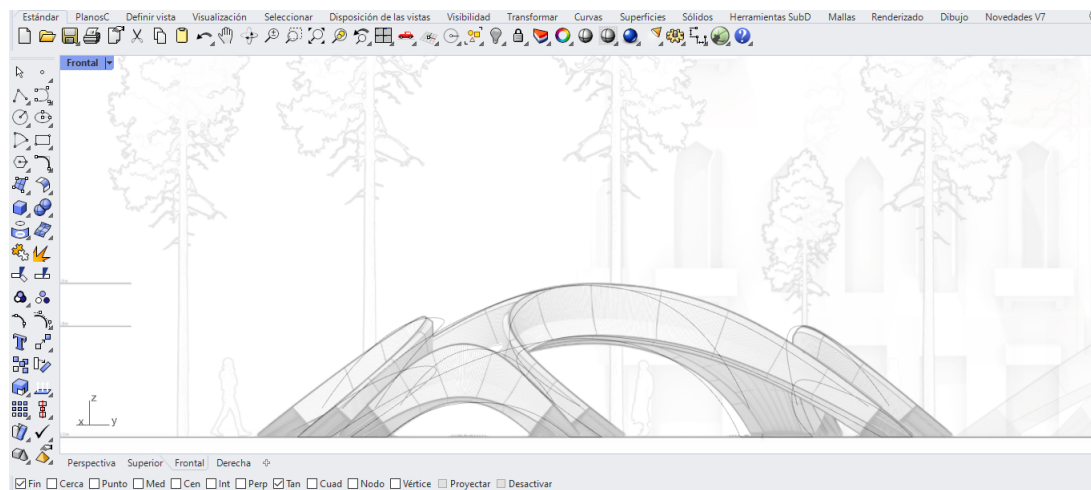 Estándar PlanosC Definir vista Visualización Seleccionar Disposición de las vistas Visibilidad Transformar Curvas Superficies Sólidos Herramientas SubD Mallas Renderizado Dibujo Novedades V7
Frontal
z
x y
Perspectiva Superior Frontal Derecha
Fin Cerca Punto Med Cen Int Perp Tan Cuad Nodo Vértice Proyectar Desactivar